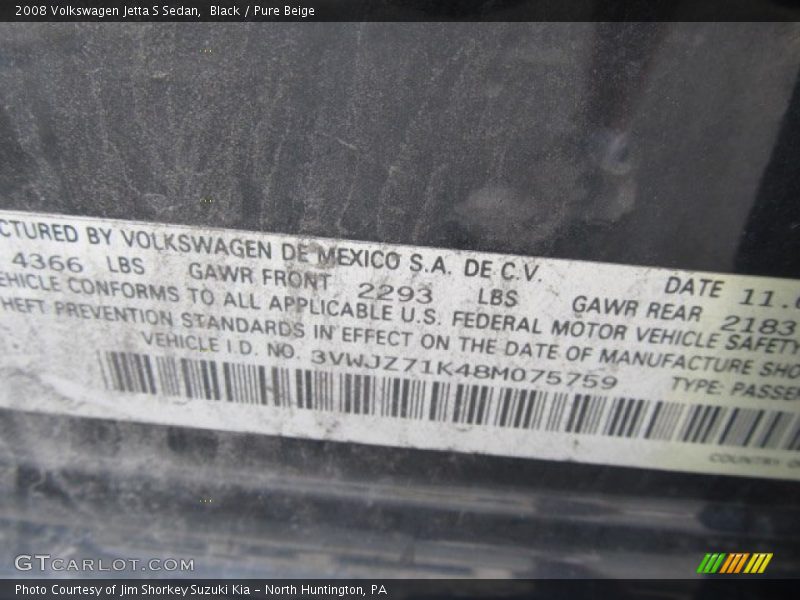 2008 Volkswagen Jetta S Sedan, Black / Pure Beige
CTURED BY VOLKSWAGEN DE MEXICO S.A. DE C.V. DATE 11.
4366 LBS GAWR FRONT 2293 LBS GAWR REAR 2183
EHICLE CONFORMS TO ALL APPLICABLE U.S. FEDERAL MOTOR VEHICLE SAFETY
HEFT PREVENTION STANDARDS IN EFFECT ON THE DATE OF MANUFACTURE SHO
VEHICLE I.D. NO. 3VWJZ71K48M075759 TYPE: PASSE
COUNTRY O
GTCARLOT.COM
Photo Courtesy of Jim Shorkey Suzuki Kia - North Huntington, PA